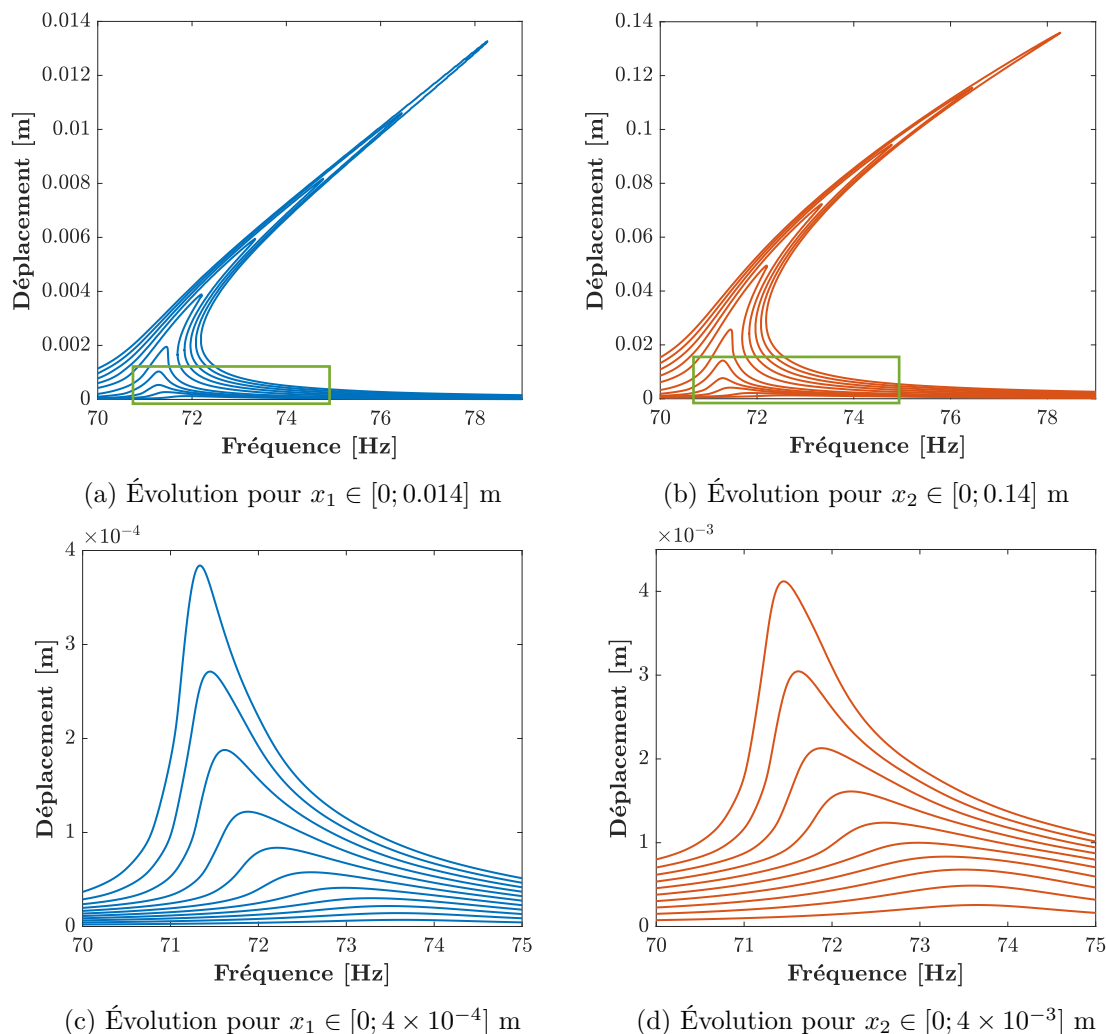 0.014
0.012
0.01
0.008
0.006
0.004
0.002
0
Déplacement [m]
70 72 74 76 78
Fréquence [Hz]
(a) Évolution pour x₁ ∈ [0; 0.014] m
0.14
0.12
0.1
0.08
0.06
0.04
0.02
0
Déplacement [m]
70 72 74 76 78
Fréquence [Hz]
(b) Évolution pour x₂ ∈ [0; 0.14] m
×10⁻⁴
4
3
2
1
0
Déplacement [m]
70 71 72 73 74 75
Fréquence [Hz]
(c) Évolution pour x₁ ∈ [0; 4 × 10⁻⁴] m
×10⁻³
4
3
2
1
0
Déplacement [m]
70 71 72 73 74 75
Fréquence [Hz]
(d) Évolution pour x₂ ∈ [0; 4 × 10⁻³] m